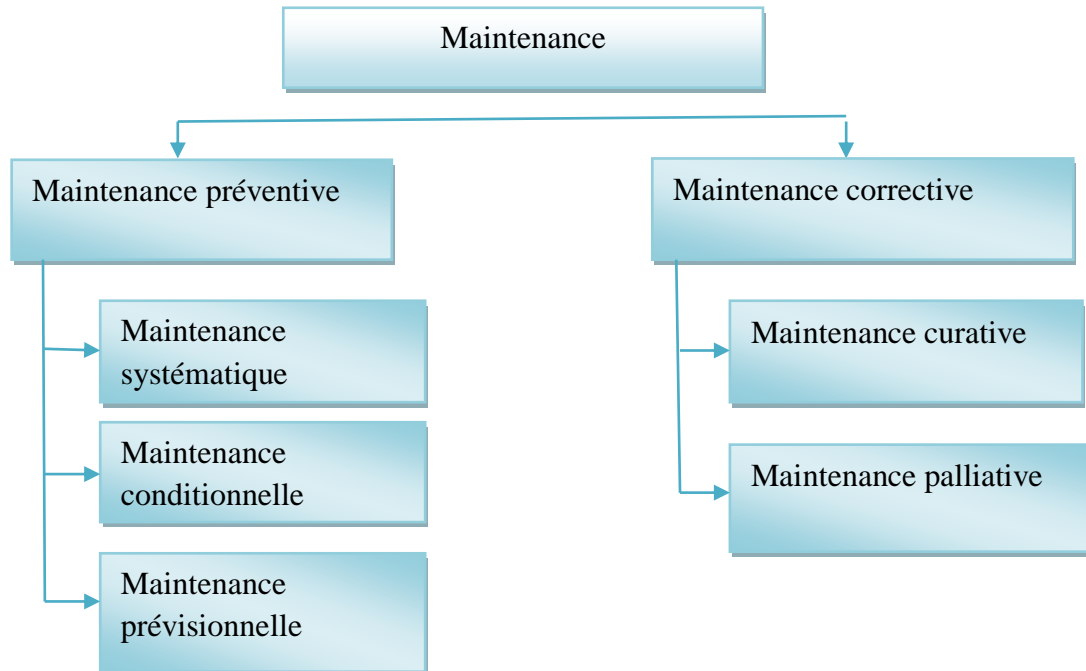 Maintenance
Maintenance préventive
Maintenance corrective
Maintenance
systématique
Maintenance curative
Maintenance
conditionnelle
Maintenance palliative
Maintenance
prévisionnelle